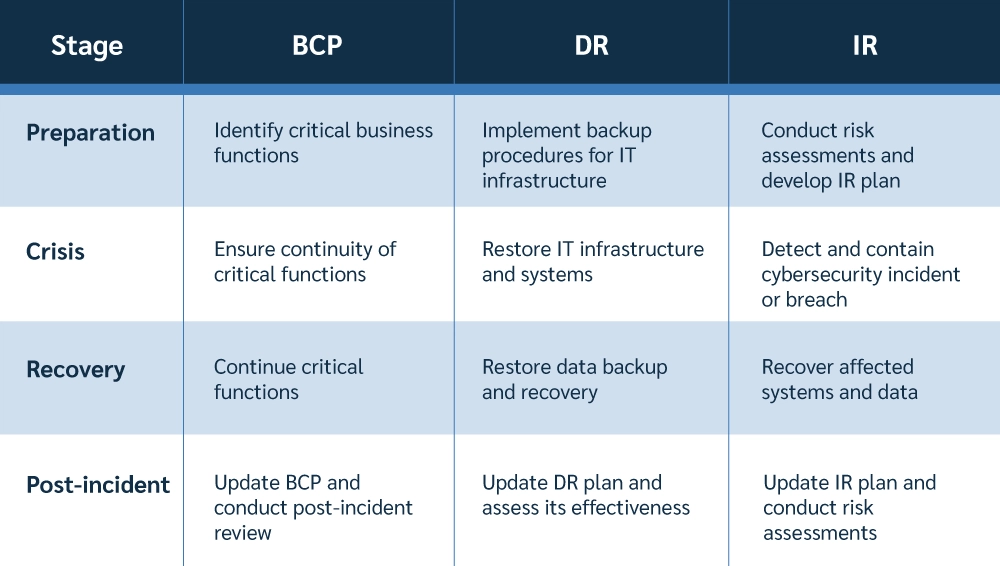 Stage
BCP
DR
IR
Preparation
Identify critical business
functions
Implement backup
procedures for IT
infrastructure
Conduct risk
assessments and
develop IR plan
Crisis
Ensure continuity of
critical functions
Restore IT infrastructure
and systems
Detect and contain
cybersecurity incident
or breach
Recovery
Continue critical
functions
Restore data backup
and recovery
Recover affected
systems and data
Post-incident
Update BCP and
conduct post-incident
review
Update DR plan and
assess its effectiveness
Update IR plan and
conduct risk
assessments